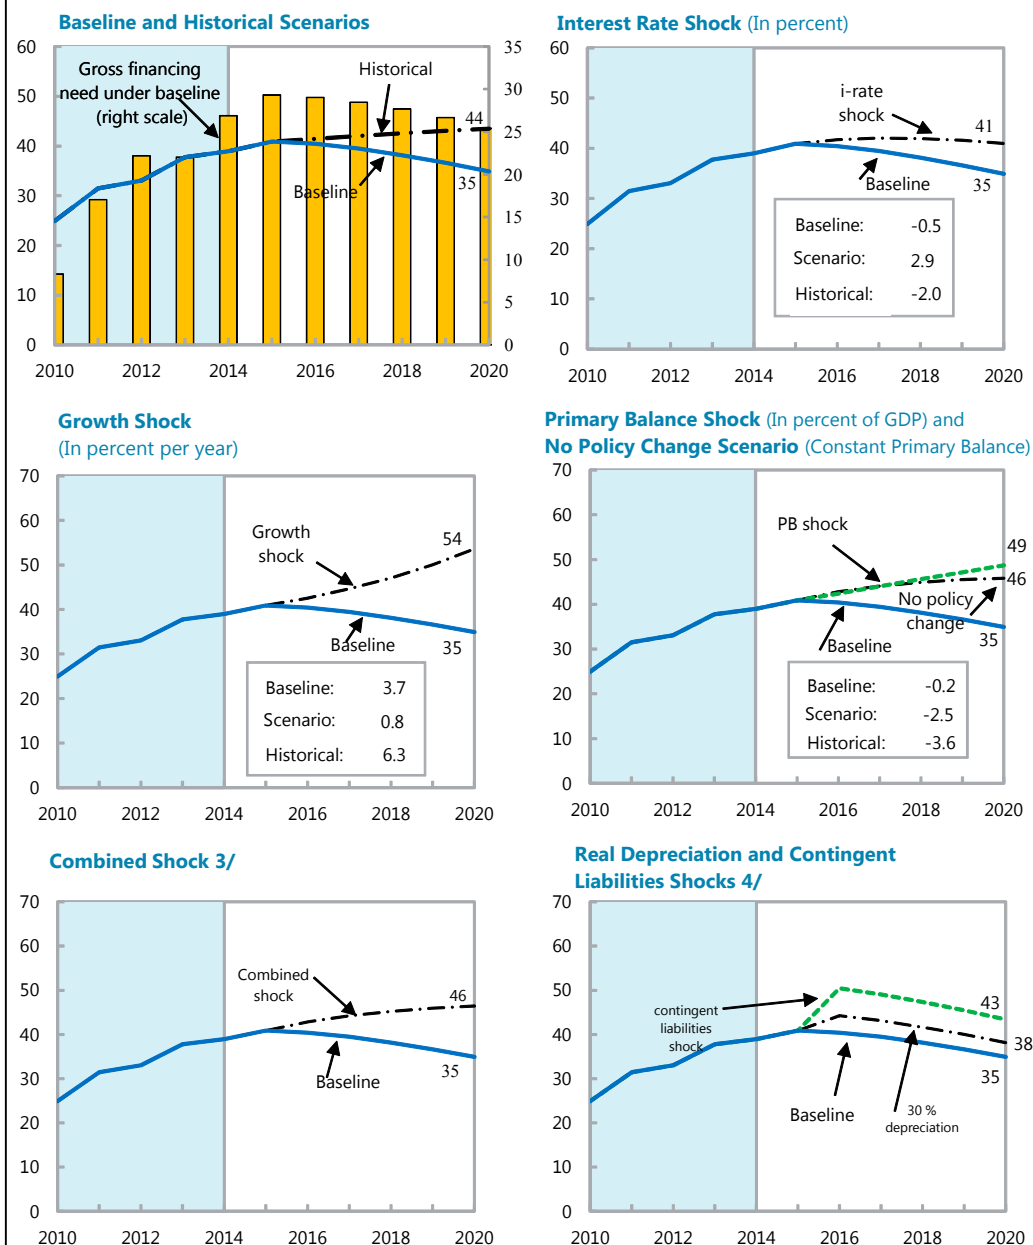 Baseline and Historical Scenarios
60
50
40
30
20
10
0
35
30
25
20
15
10
5
0
Gross financing
need under baseline
(right scale)
Historical
44
Baseline
35
2010 2012 2014 2016 2018 2020
Interest Rate Shock (In percent)
60
50
40
30
20
10
0
i-rate
shock
41
Baseline
35
Baseline: -0.5
Scenario: 2.9
Historical: -2.0
2010 2012 2014 2016 2018 2020
Growth Shock
(In percent per year)
70
60
50
40
30
20
10
0
Growth
shock
54
Baseline
35
Baseline: 3.7
Scenario: 0.8
Historical: 6.3
2010 2012 2014 2016 2018 2020
Primary Balance Shock (In percent of GDP) and
No Policy Change Scenario (Constant Primary Balance)
70
60
50
40
30
20
10
0
PB shock
49
46
No policy
change
Baseline
35
Baseline: -0.2
Scenario: -2.5
Historical: -3.6
2010 2012 2014 2016 2018 2020
Combined Shock 3/
70
60
50
40
30
20
10
0
Combined
shock
46
Baseline
35
2010 2012 2014 2016 2018 2020
Real Depreciation and Contingent
Liabilities Shocks 4/
70
60
50
40
30
20
10
0
contingent
liabilities
shock
43
38
35
Baseline
30 %
depreciation
2010 2012 2014 2016 2018 2020